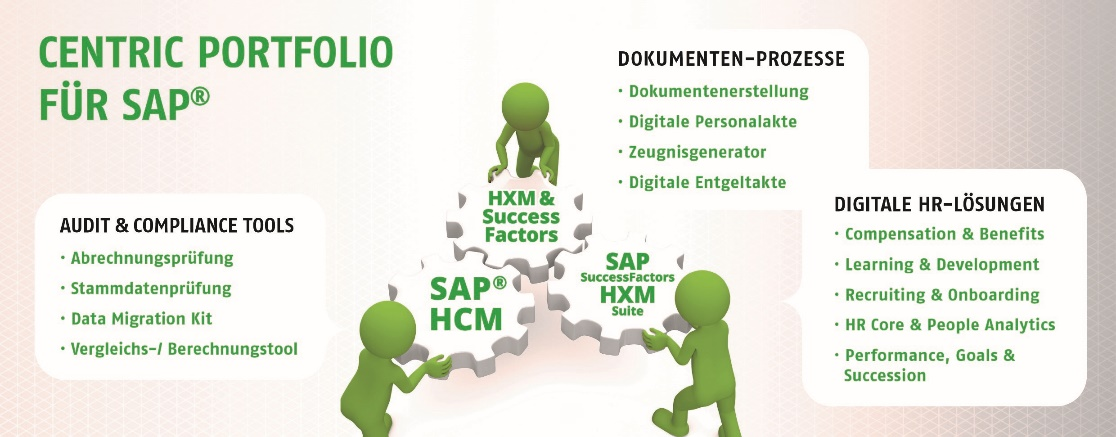 CENTRIC PORTFOLIO
FÜR SAP®
DOKUMENTEN-PROZESSE
· Dokumentenerstellung
· Digitale Personalakte
· Zeugnisgenerator
· Digitale Entgeltakte
AUDIT & COMPLIANCE TOOLS
· Abrechnungsprüfung
· Stammdatenprüfung
· Data Migration Kit
· Vergleichs-/ Berechnungstool
HXM &
Success
Factors
SAP®
HCM
SAP
SuccessFactors
HXM
Suite
DIGITALE HR-LÖSUNGEN
· Compensation & Benefits
· Learning & Development
· Recruiting & Onboarding
· HR Core & People Analytics
· Performance, Goals &
Succession